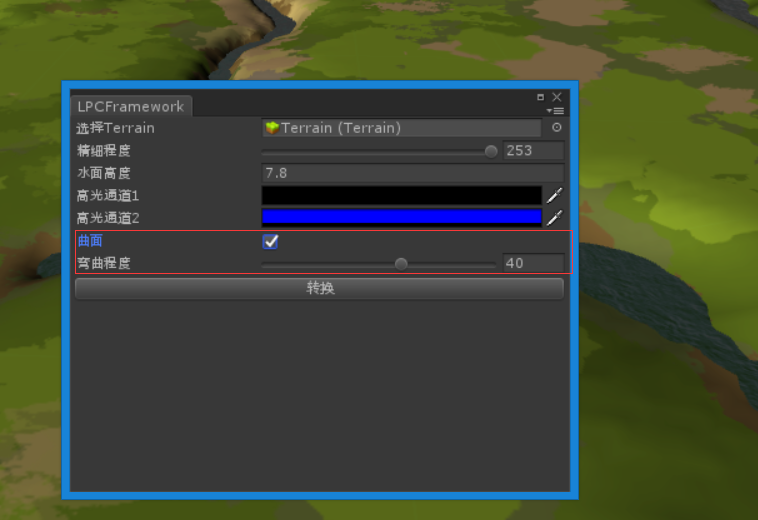 LPCFramework
选择Terrain Terrain (Terrain)
精细程度 253
水面高度 7.8
高光通道1
高光通道2
曲面
弯曲程度 40
转换